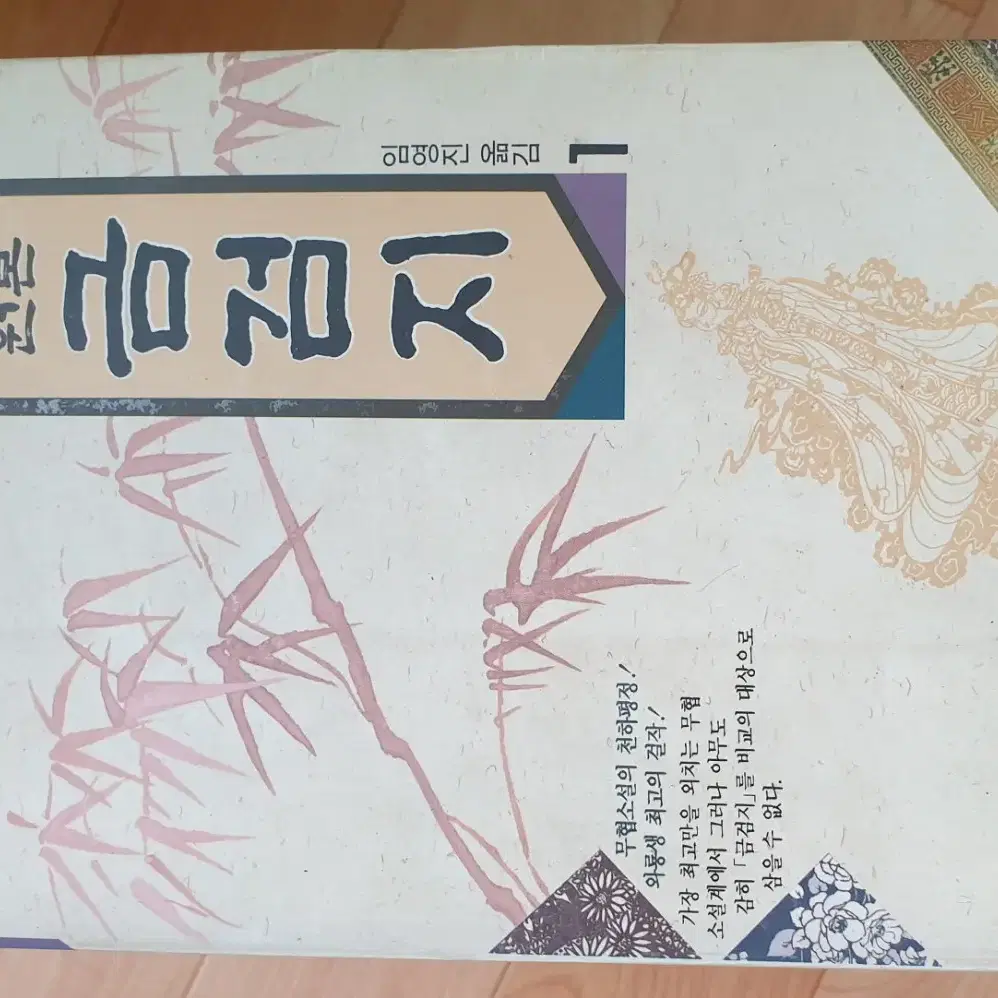 원본
금검지
임영진 옮김
1
무협소설의 천하평정!
와룡생 최고의 걸작!
가장 최고만을 외치는 무협
소설계에서 그러나 아무도
감히 「금검지」를 비교의 대상으로
삼을 수 없다.